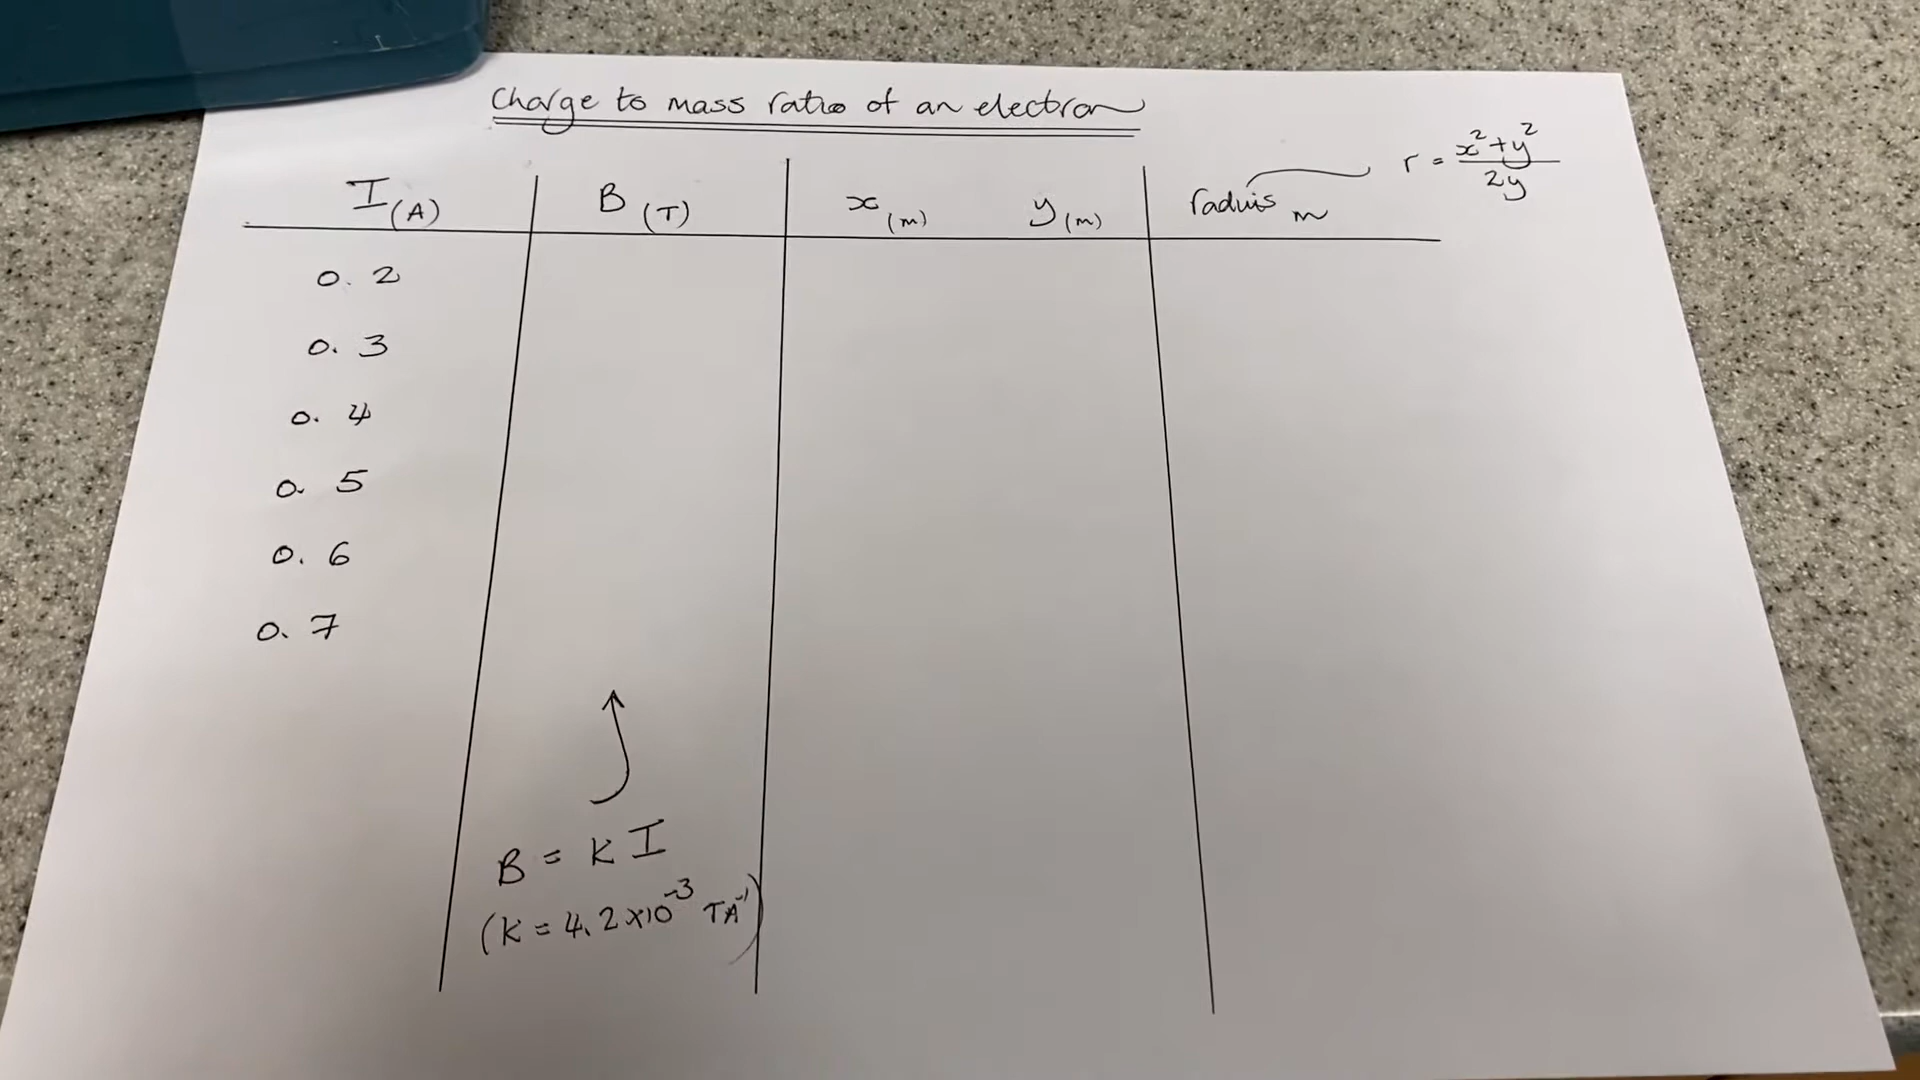 Charge to mass ratio of an electron
r = x²+y² / 2y
I (A) B (T) x (m) y (m) radius m
0.2
0.3
0.4
0.5
0.6
0.7
B = kI
(k = 4.2×10⁻³ TA⁻¹)